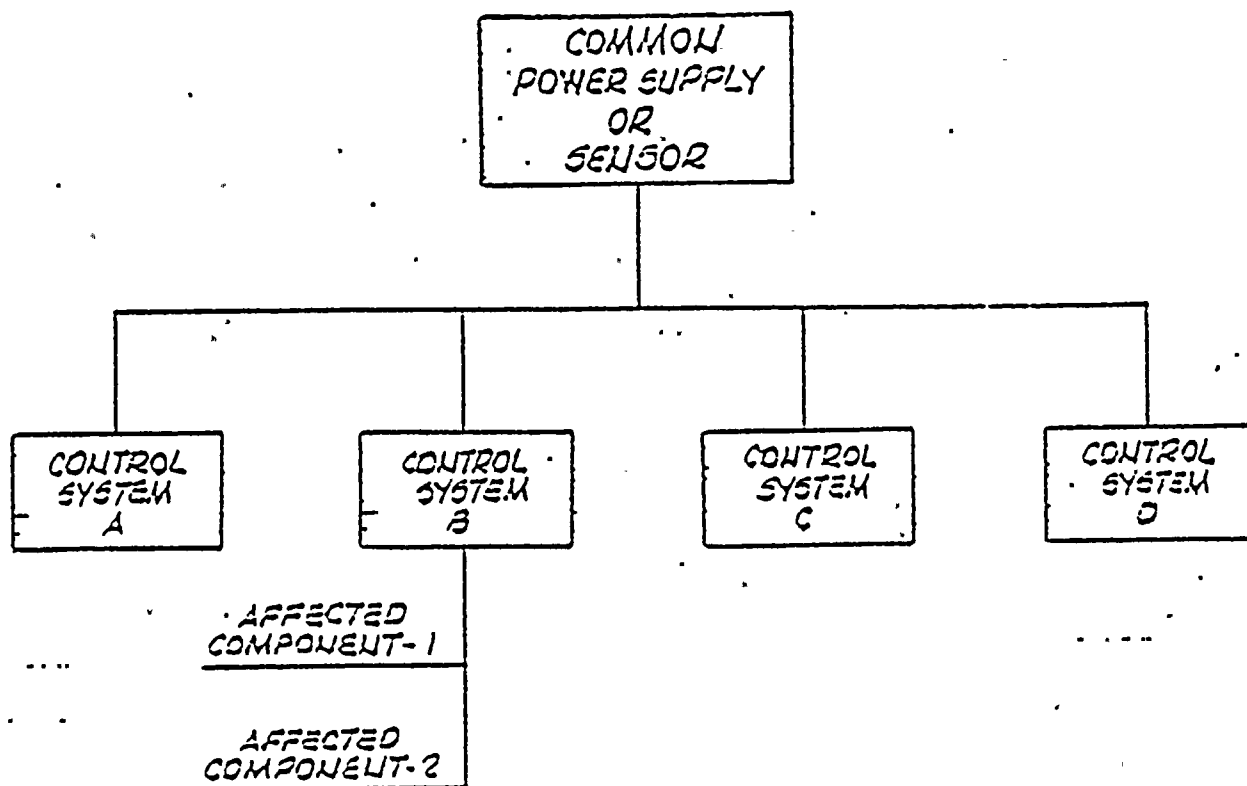 COMMON
POWER SUPPLY
OR
SENSOR
CONTROL
SYSTEM
A
CONTROL
SYSTEM
B
CONTROL
SYSTEM
C
CONTROL
SYSTEM
D
AFFECTED
COMPONENT-1
AFFECTED
COMPONENT-2